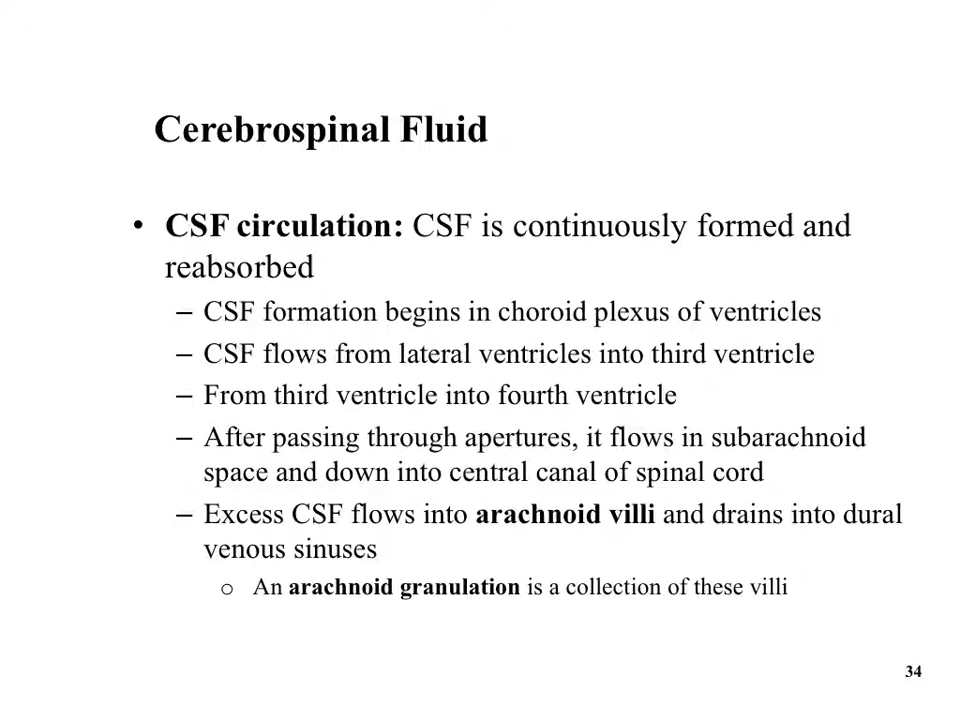 Cerebrospinal Fluid
• CSF circulation: CSF is continuously formed and
reabsorbed
– CSF formation begins in choroid plexus of ventricles
– CSF flows from lateral ventricles into third ventricle
– From third ventricle into fourth ventricle
– After passing through apertures, it flows in subarachnoid
space and down into central canal of spinal cord
– Excess CSF flows into arachnoid villi and drains into dural
venous sinuses
o An arachnoid granulation is a collection of these villi
34